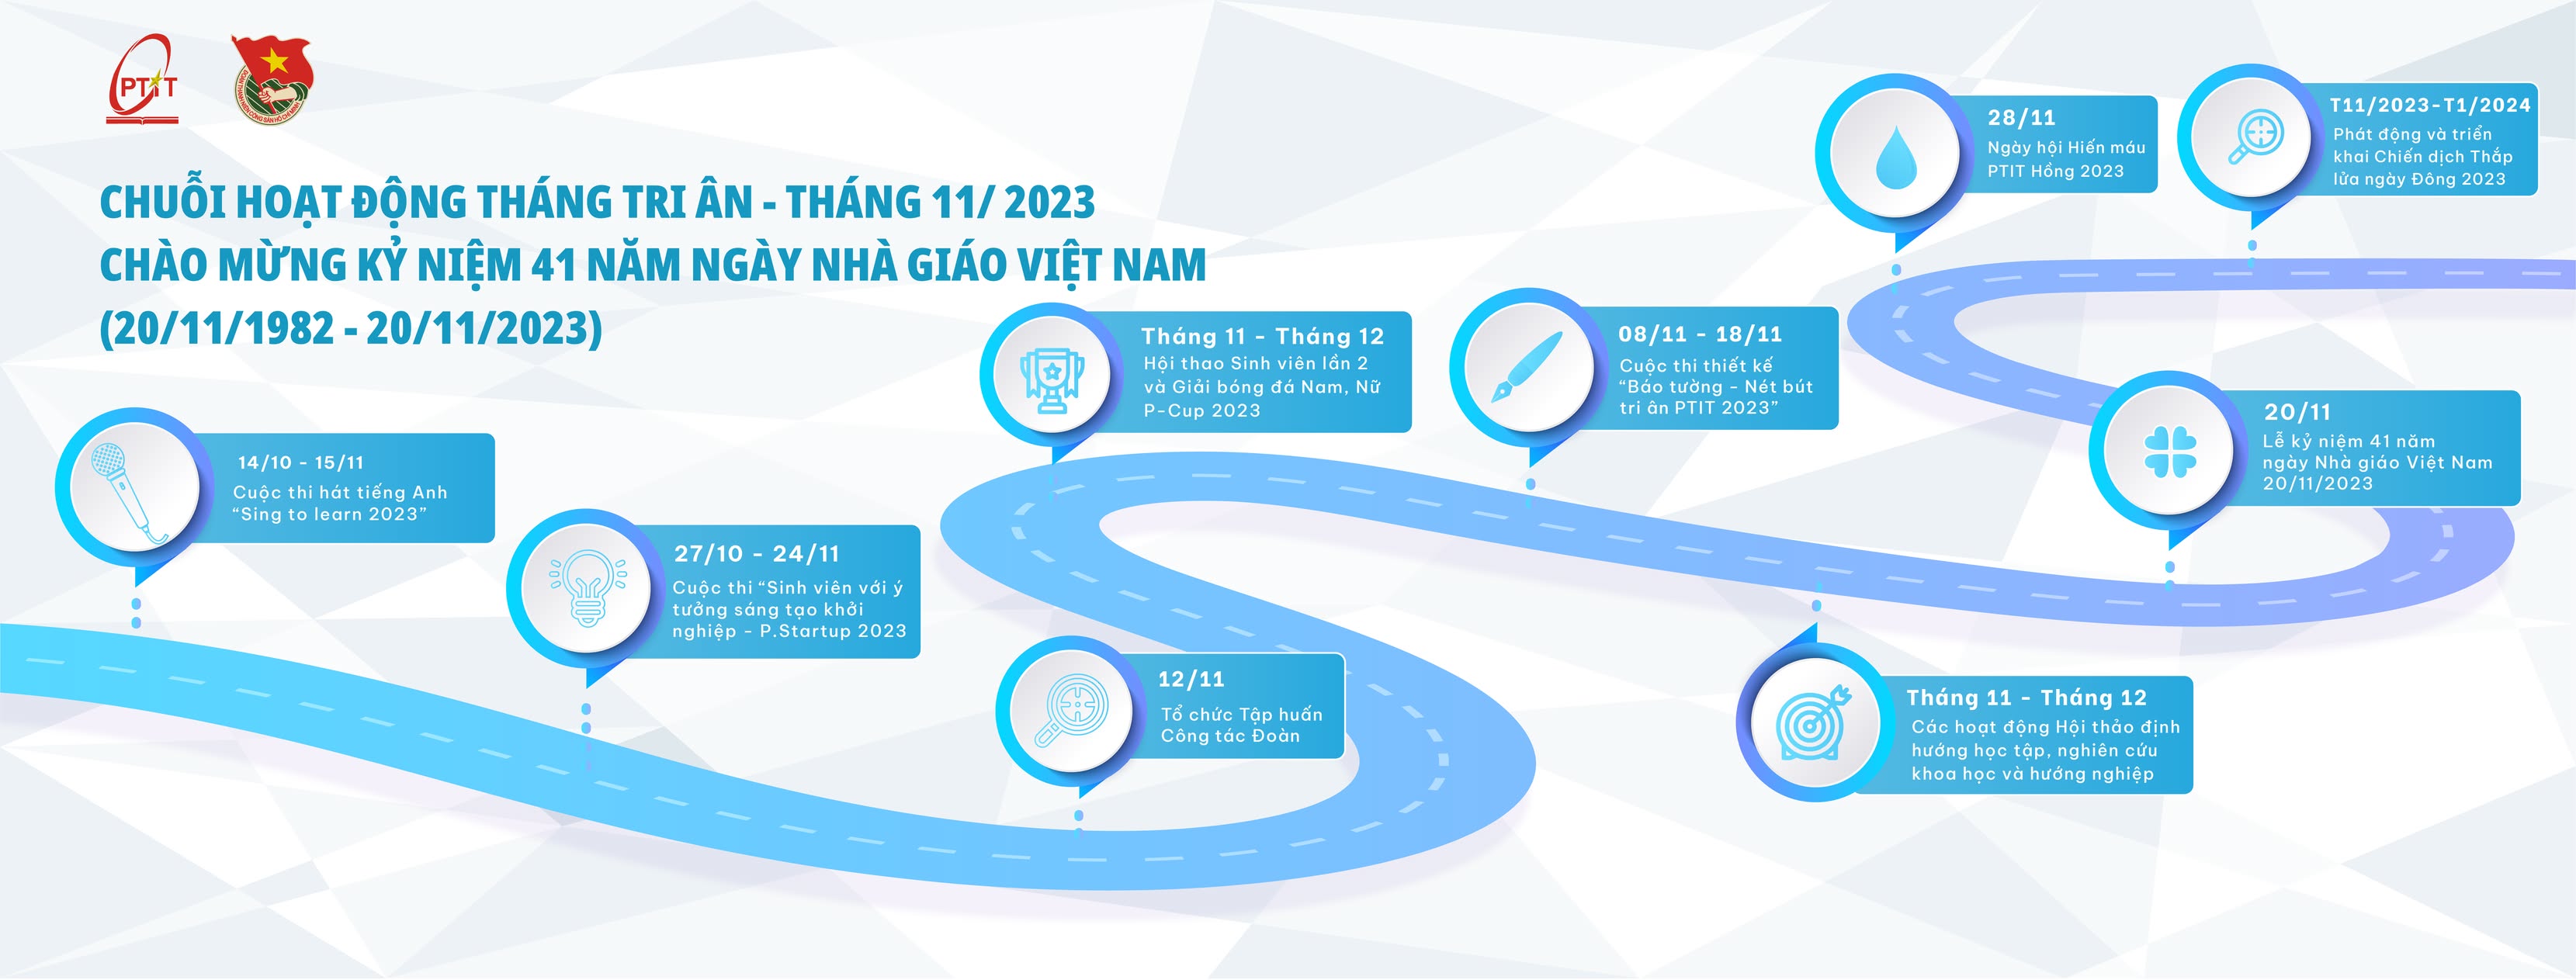 PTIT
ĐOÀN THANH NIÊN CỘNG SẢN HỒ CHÍ MINH
CHUỖI HOẠT ĐỘNG THÁNG TRI ÂN - THÁNG 11/ 2023
CHÀO MỪNG KỶ NIỆM 41 NĂM NGÀY NHÀ GIÁO VIỆT NAM
(20/11/1982 - 20/11/2023)
14/10 - 15/11
Cuộc thi hát tiếng Anh
“Sing to learn 2023”
27/10 - 24/11
Cuộc thi “Sinh viên với ý
tưởng sáng tạo khởi
nghiệp - P.Startup 2023
12/11
Tổ chức Tập huấn
Công tác Đoàn
Tháng 11 - Tháng 12
Hội thao Sinh viên lần 2
và Giải bóng đá Nam, Nữ
P-Cup 2023
08/11 - 18/11
Cuộc thi thiết kế
“Báo tường - Nét bút
tri ân PTIT 2023”
Tháng 11 - Tháng 12
Các hoạt động Hội thảo định
hướng học tập, nghiên cứu
khoa học và hướng nghiệp
20/11
Lễ kỷ niệm 41 năm
ngày Nhà giáo Việt Nam
20/11/2023
28/11
Ngày hội Hiến máu
PTIT Hồng 2023
T11/2023-T1/2024
Phát động và triển
khai Chiến dịch Thắp
lửa ngày Đông 2023